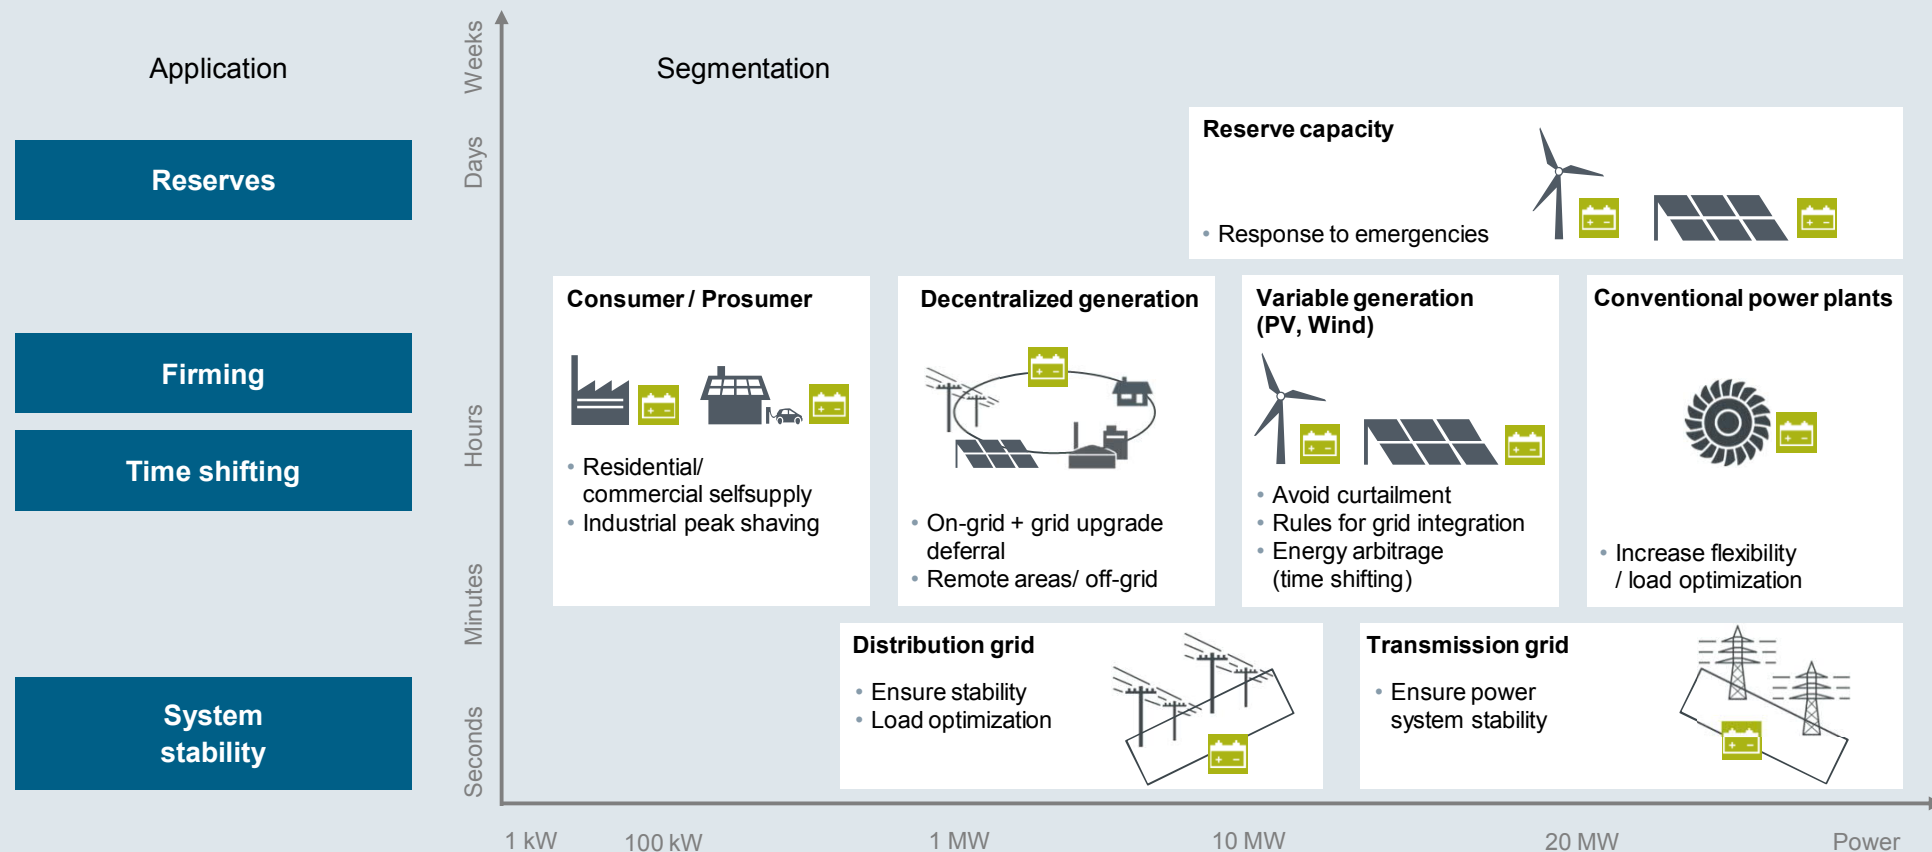 Application
Segmentation
Weeks
Days
Hours
Minutes
Seconds
Reserves
Firming
Time shifting
System
stability
Reserve capacity
• Response to emergencies
Consumer / Prosumer
• Residential/
commercial selfsupply
• Industrial peak shaving
Decentralized generation
• On-grid + grid upgrade
deferral
• Remote areas/ off-grid
Variable generation
(PV, Wind)
• Avoid curtailment
• Rules for grid integration
• Energy arbitrage
(time shifting)
Conventional power plants
• Increase flexibility
/ load optimization
Distribution grid
• Ensure stability
• Load optimization
Transmission grid
• Ensure power
system stability
1 kW
100 kW
1 MW
10 MW
20 MW
Power